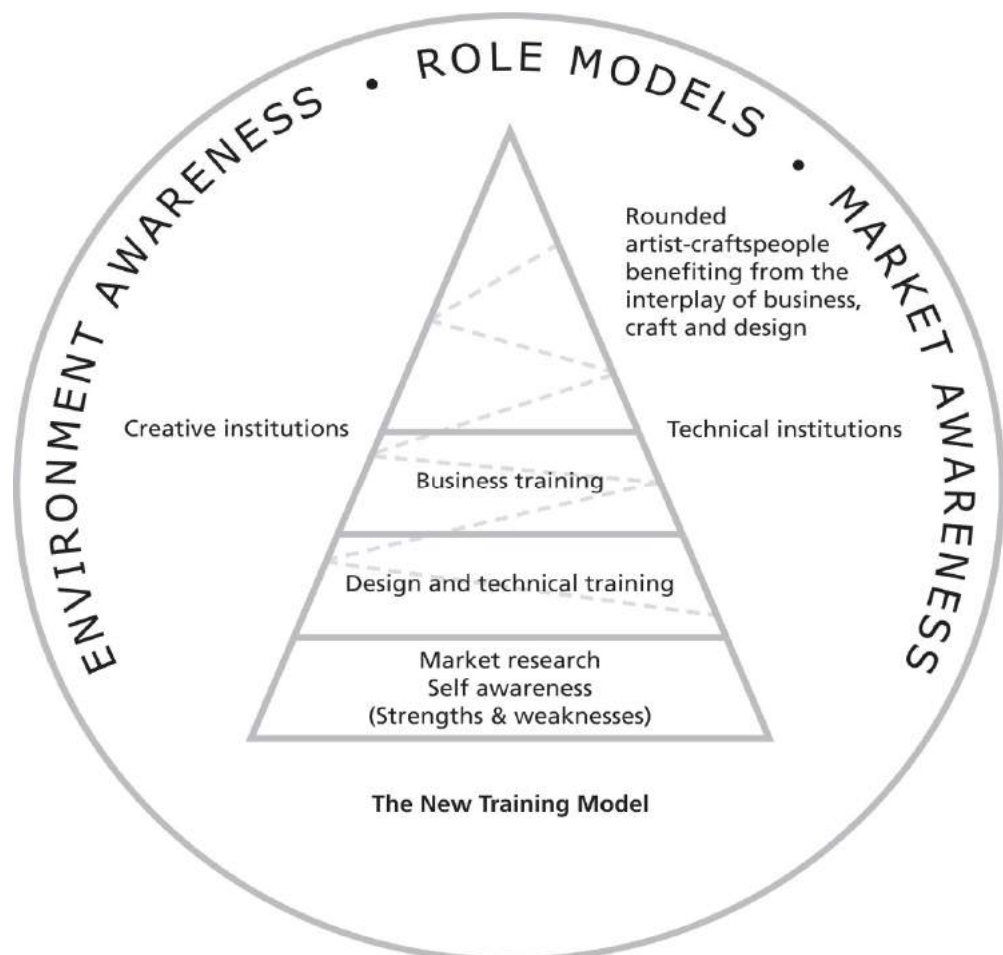 ENVIRONMENT AWARENESS • ROLE MODELS • MARKET AWARENESS
Rounded
artist-craftspeople
benefiting from the
interplay of business,
craft and design
Creative institutions
Technical institutions
Business training
Design and technical training
Market research
Self awareness
(Strengths & weaknesses)
The New Training Model